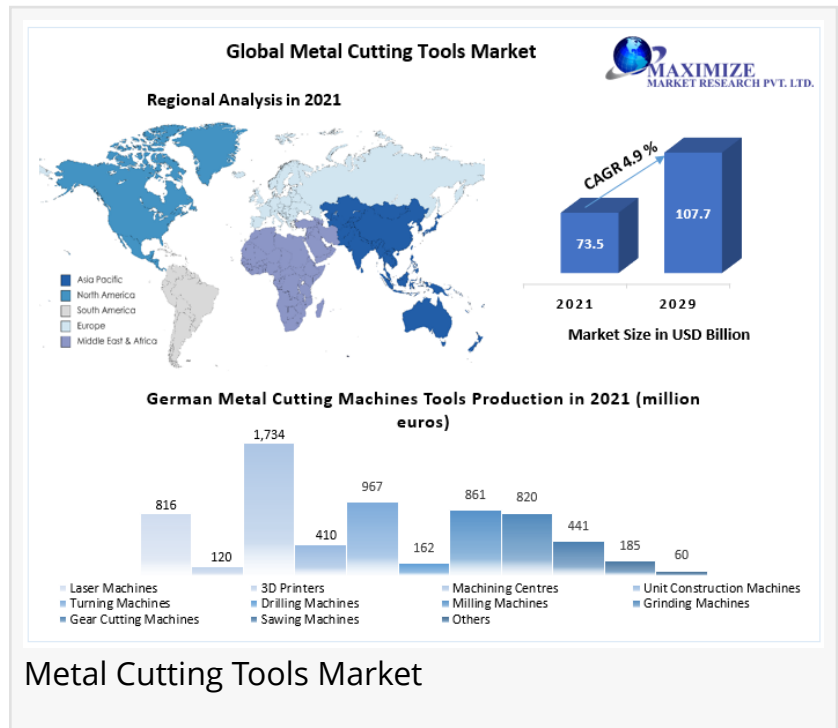 Global Metal Cutting Tools Market
MAXIMIZE
MARKET RESEARCH PVT. LTD.
Regional Analysis in 2021
Asia Pacific
North America
South America
Europe
Middle East & Africa
CAGR 4.9 %
73.5
107.7
2021
2029
Market Size in USD Billion
German Metal Cutting Machines Tools Production in 2021 (million
euros)
816
120
1,734
410
967
162
861
820
441
185
60
Laser Machines
3D Printers
Machining Centres
Unit Construction Machines
Turning Machines
Drilling Machines
Milling Machines
Grinding Machines
Gear Cutting Machines
Sawing Machines
Others
Metal Cutting Tools Market